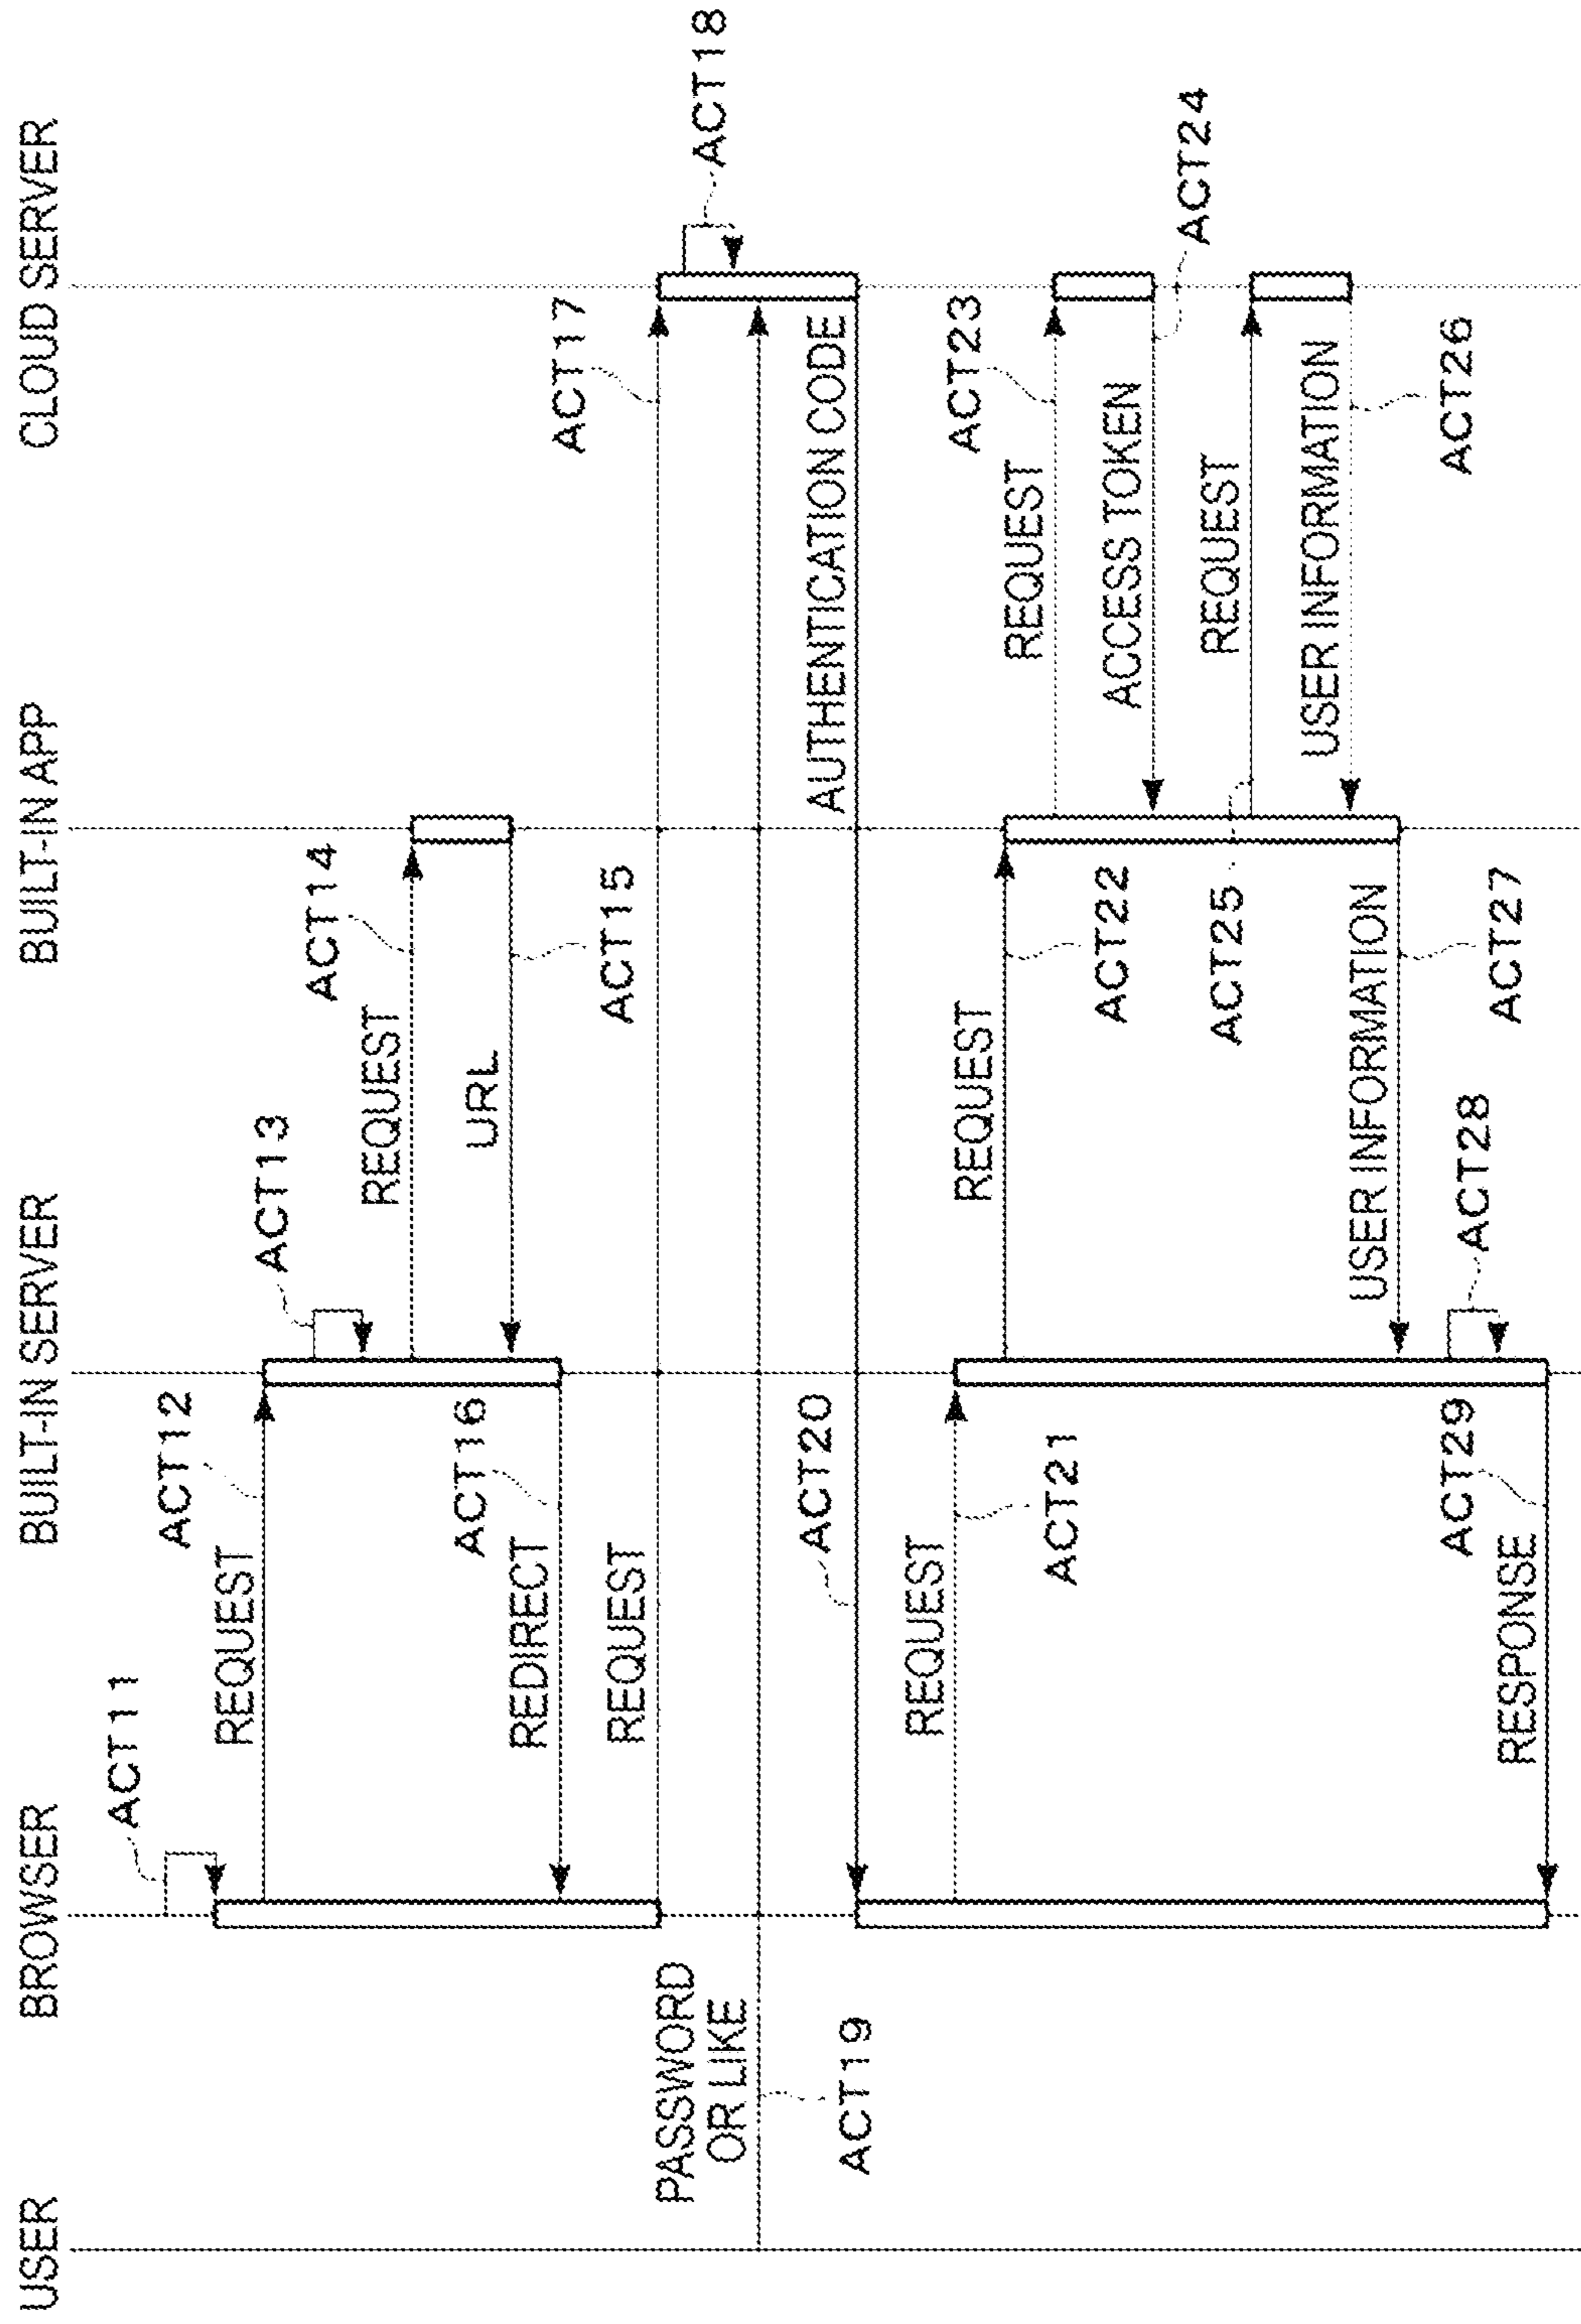 USER
BROWSER
BUILT-IN SERVER
BUILT-IN APP
CLOUD SERVER
ACT11
REQUEST
ACT12
ACT13
REQUEST
ACT14
URL
ACT15
REDIRECT
ACT16
REQUEST
ACT17
ACT18
PASSWORD
OR LIKE
ACT19
AUTHENTICATION CODE
ACT20
REQUEST
ACT21
REQUEST
ACT22
REQUEST
ACT23
ACCESS TOKEN
ACT24
REQUEST
ACT25
USER INFORMATION
ACT26
USER INFORMATION
ACT27
ACT28
RESPONSE
ACT29